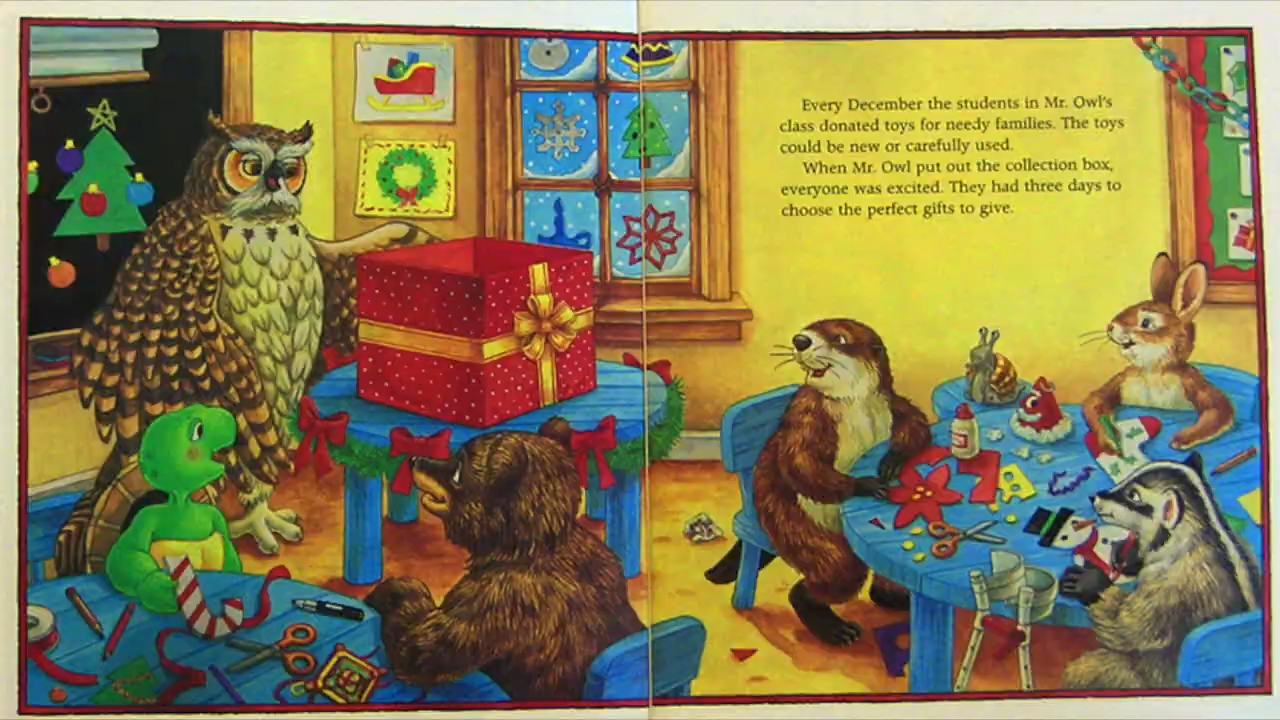 Every December the students in Mr. Owl's
class donated toys for needy families. The toys
could be new or carefully used.
When Mr. Owl put out the collection box,
everyone was excited. They had three days to
choose the perfect gifts to give.